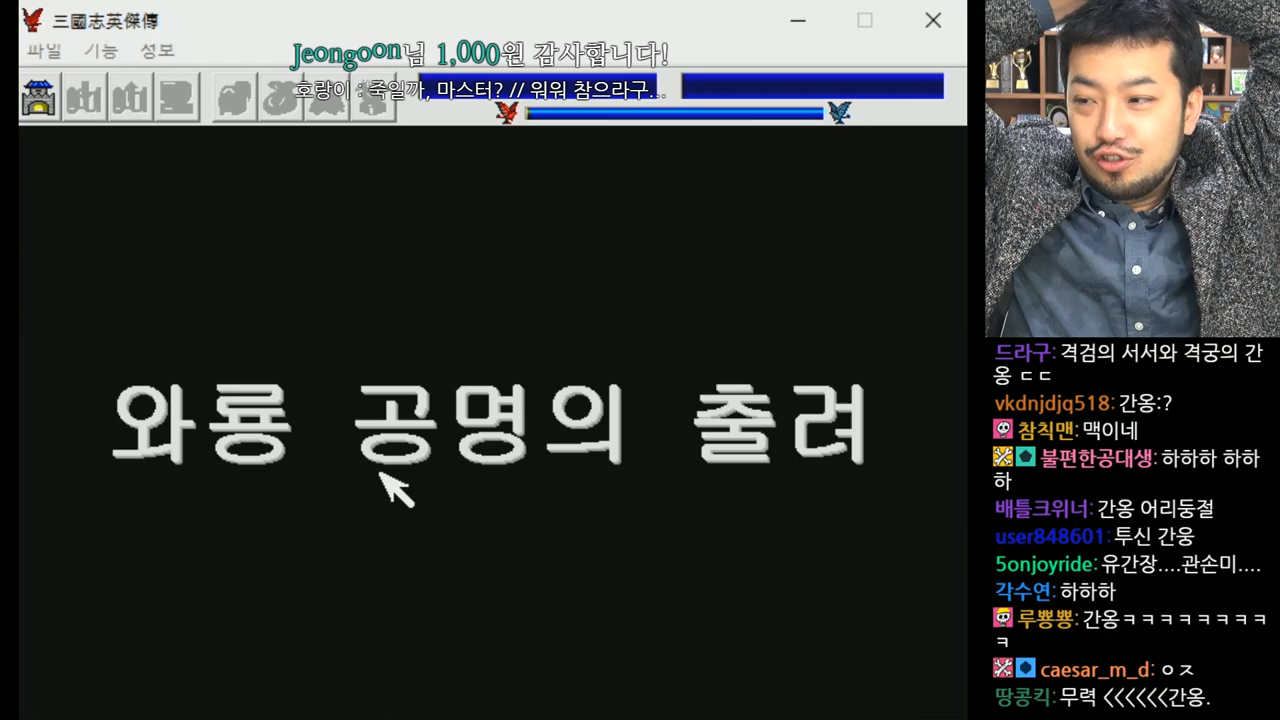 三國志英傑傳
파일 기능 정보
Jeongoon님 1,000원 감사합니다!
호랑이 : 죽일까, 마스터? // 워워 참으라구...
와룡 공명의 출려
드라구: 격검의 서서와 격궁의 간
옹 ㄷㄷ
vkdnjdjq518: 간옹:?
참칙맨: 맥이네
불편한공대생: 하하하 하하
하
배틀크위너: 간옹 어리둥절
user848601: 투신 간웅
5onjoyride: 유간장....관손미....
각수연: 하하하
루뿅뿅: 간옹ㅋㅋㅋㅋㅋㅋㅋㅋ
ㅋ
caesar_m_d: ㅇㅈ
땅콩킥: 무력 <<<<<<간옹.